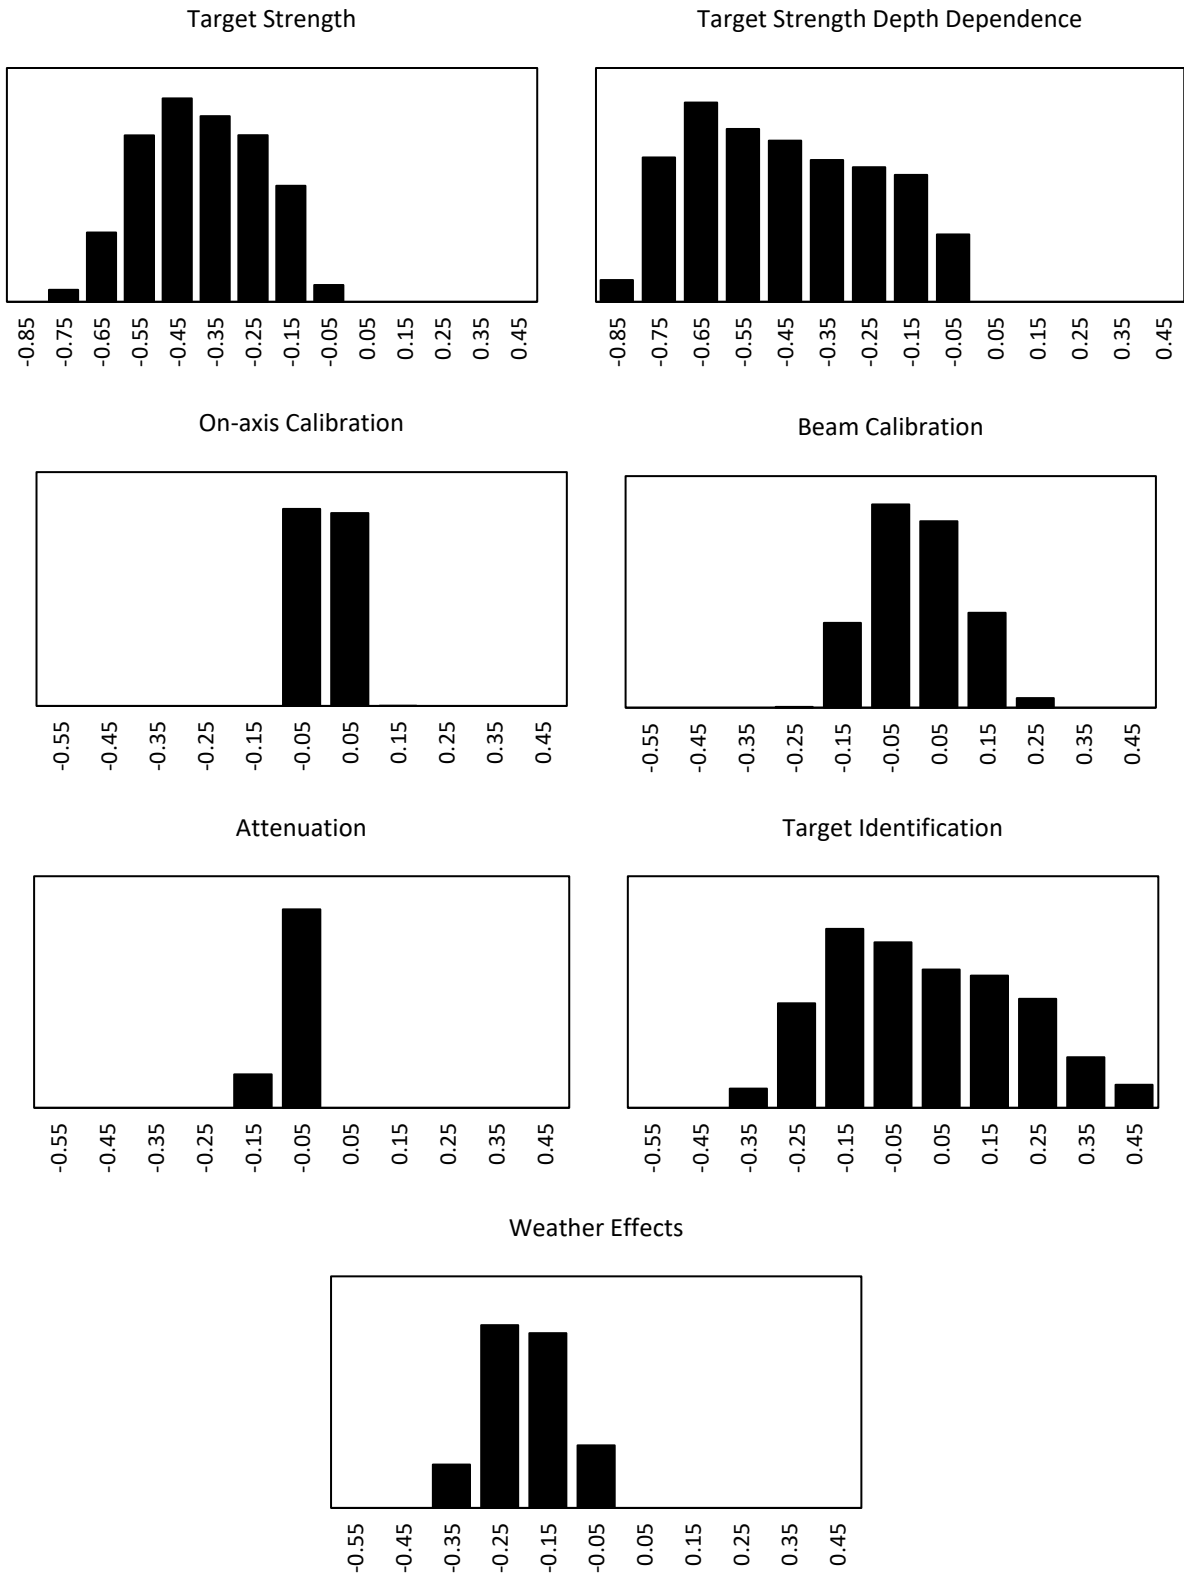 Target Strength
Target Strength Depth Dependence
-0.85 -0.75 -0.65 -0.55 -0.45 -0.35 -0.25 -0.15 -0.05 0.05 0.15 0.25 0.35 0.45
-0.85 -0.75 -0.65 -0.55 -0.45 -0.35 -0.25 -0.15 -0.05 0.05 0.15 0.25 0.35 0.45
On-axis Calibration
Beam Calibration
-0.55 -0.45 -0.35 -0.25 -0.15 -0.05 0.05 0.15 0.25 0.35 0.45
-0.55 -0.45 -0.35 -0.25 -0.15 -0.05 0.05 0.15 0.25 0.35 0.45
Attenuation
Target Identification
-0.55 -0.45 -0.35 -0.25 -0.15 -0.05 0.05 0.15 0.25 0.35 0.45
-0.55 -0.45 -0.35 -0.25 -0.15 -0.05 0.05 0.15 0.25 0.35 0.45
Weather Effects
-0.55 -0.45 -0.35 -0.25 -0.15 -0.05 0.05 0.15 0.25 0.35 0.45